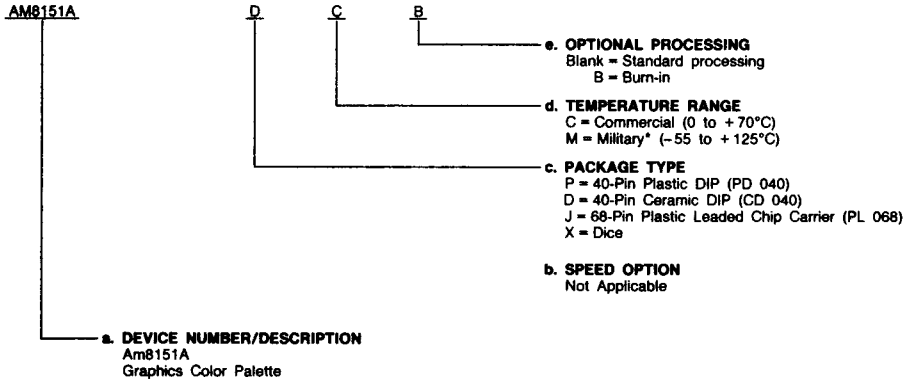 AM8151A D C B
e. OPTIONAL PROCESSING
Blank = Standard processing
B = Burn-in
d. TEMPERATURE RANGE
C = Commercial (0 to +70°C)
M = Military* (-55 to +125°C)
c. PACKAGE TYPE
P = 40-Pin Plastic DIP (PD 040)
D = 40-Pin Ceramic DIP (CD 040)
J = 68-Pin Plastic Leaded Chip Carrier (PL 068)
X = Dice
b. SPEED OPTION
Not Applicable
a. DEVICE NUMBER/DESCRIPTION
Am8151A
Graphics Color Palette